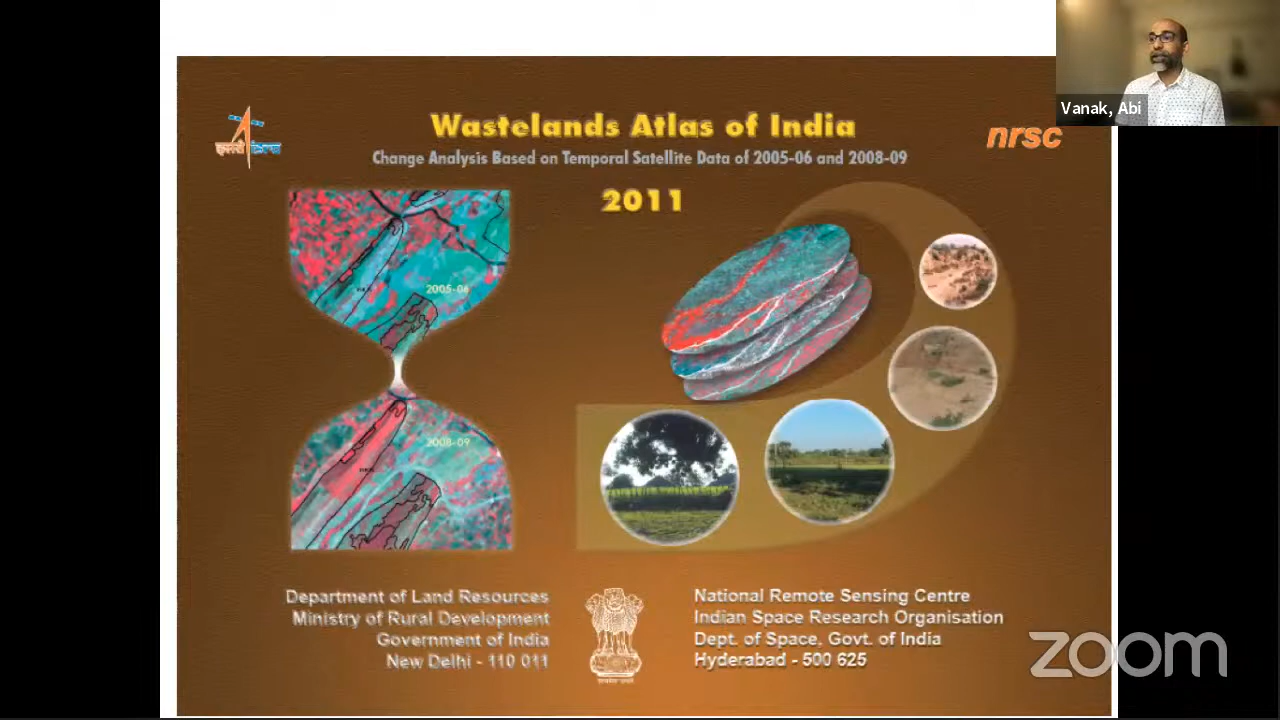 Vanak, Abi
Wastelands Atlas of India
Change Analysis Based on Temporal Satellite Data of 2005-06 and 2008-09
2011
इसरो isro
nrsc
2005-06
2008-09
Department of Land Resources
Ministry of Rural Development
Government of India
New Delhi - 110 011
National Remote Sensing Centre
Indian Space Research Organisation
Dept. of Space, Govt. of India
Hyderabad - 500 625
zoom